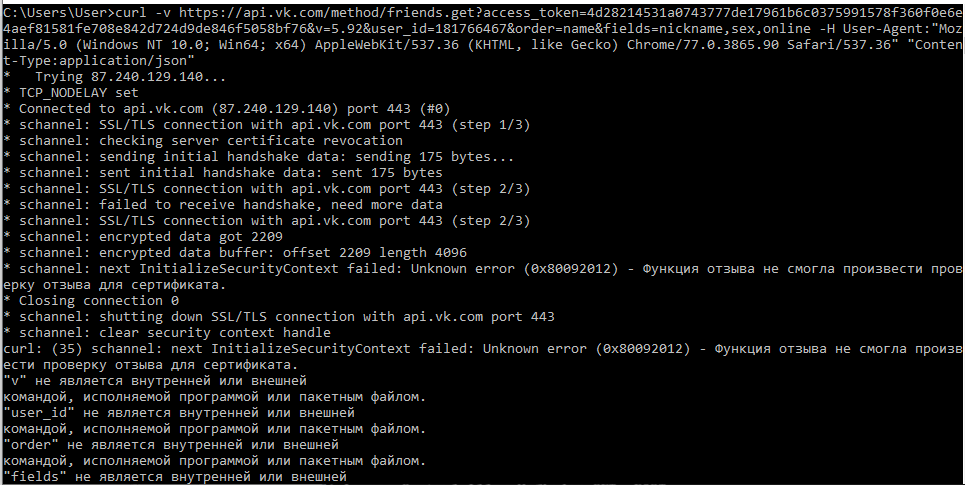 C:\Users\User>curl -v https://api.vk.com/method/friends.get?access_token=4d28214531a0743777de17961b6c0375991578f360f0e6e
4aef81581fe708e842d724d9de846f5058bf76&v=5.92&user_id=181766467&order=name&fields=nickname,sex,online -H User-Agent:"Moz
illa/5.0 (Windows NT 10.0; Win64; x64) AppleWebKit/537.36 (KHTML, like Gecko) Chrome/77.0.3865.90 Safari/537.36" "Conten
t-Type:application/json"
*   Trying 87.240.129.140...
* TCP_NODELAY set
* Connected to api.vk.com (87.240.129.140) port 443 (#0)
* schannel: SSL/TLS connection with api.vk.com port 443 (step 1/3)
* schannel: checking server certificate revocation
* schannel: sending initial handshake data: sending 175 bytes...
* schannel: sent initial handshake data: sent 175 bytes
* schannel: SSL/TLS connection with api.vk.com port 443 (step 2/3)
* schannel: failed to receive handshake, need more data
* schannel: SSL/TLS connection with api.vk.com port 443 (step 2/3)
* schannel: encrypted data got 2209
* schannel: encrypted data buffer: offset 2209 length 4096
* schannel: next InitializeSecurityContext failed: Unknown error (0x80092012) - Функция отзыва не смогла произвести пров
ерку отзыва для сертификата.
* Closing connection 0
* schannel: shutting down SSL/TLS connection with api.vk.com port 443
* schannel: clear security context handle
curl: (35) schannel: next InitializeSecurityContext failed: Unknown error (0x80092012) - Функция отзыва не смогла произв
ести проверку отзыва для сертификата.
"v" не является внутренней или внешней
командой, исполняемой программой или пакетным файлом.
"user_id" не является внутренней или внешней
командой, исполняемой программой или пакетным файлом.
"order" не является внутренней или внешней
командой, исполняемой программой или пакетным файлом.
"fields" не является внутренней или внешней